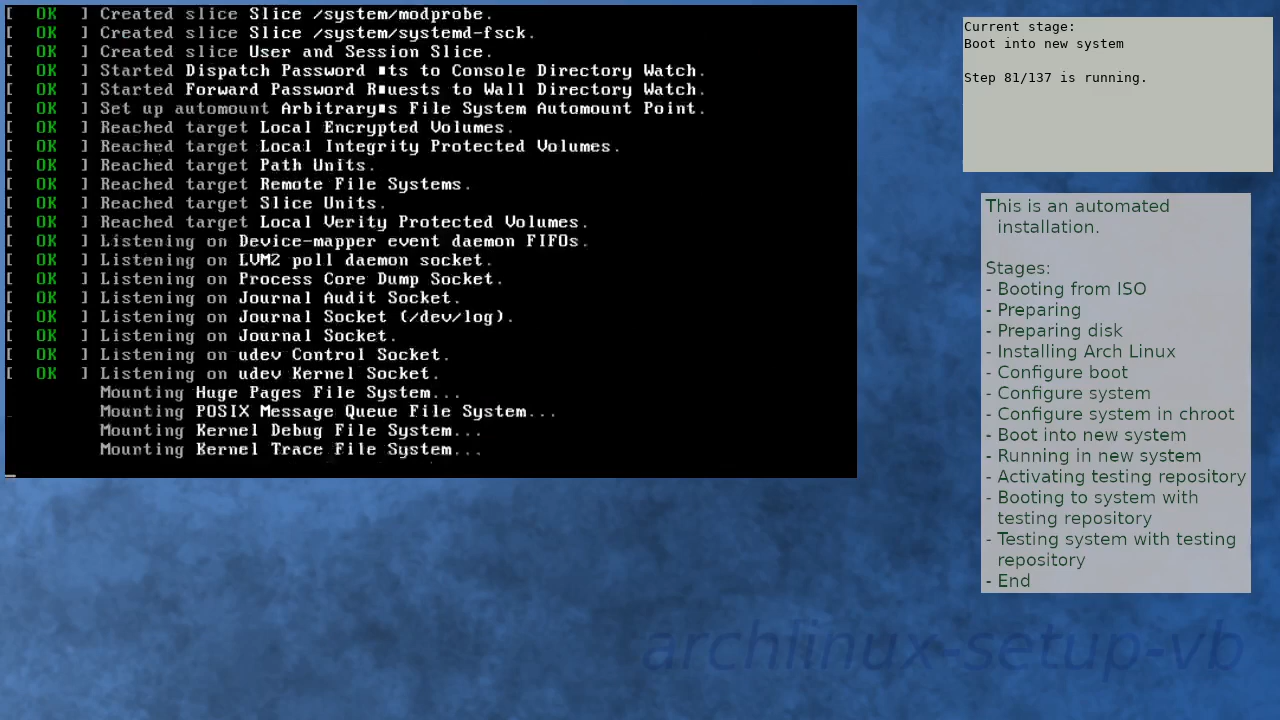 [ OK ] Created slice Slice /system/modprobe.
[ OK ] Created slice Slice /system/systemd-fsck.
[ OK ] Created slice User and Session Slice.
[ OK ] Started Dispatch Password ▪ts to Console Directory Watch.
[ OK ] Started Forward Password R▪uests to Wall Directory Watch.
[ OK ] Set up automount Arbitrary▪s File System Automount Point.
[ OK ] Reached target Local Encrypted Volumes.
[ OK ] Reached target Local Integrity Protected Volumes.
[ OK ] Reached target Path Units.
[ OK ] Reached target Remote File Systems.
[ OK ] Reached target Slice Units.
[ OK ] Reached target Local Verity Protected Volumes.
[ OK ] Listening on Device-mapper event daemon FIFOs.
[ OK ] Listening on LVM2 poll daemon socket.
[ OK ] Listening on Process Core Dump Socket.
[ OK ] Listening on Journal Audit Socket.
[ OK ] Listening on Journal Socket (/dev/log).
[ OK ] Listening on Journal Socket.
[ OK ] Listening on udev Control Socket.
[ OK ] Listening on udev Kernel Socket.
Mounting Huge Pages File System...
Mounting POSIX Message Queue File System...
Mounting Kernel Debug File System...
Mounting Kernel Trace File System...
Current stage:
Boot into new system
Step 81/137 is running.
This is an automated
installation.
Stages:
- Booting from ISO
- Preparing
- Preparing disk
- Installing Arch Linux
- Configure boot
- Configure system
- Configure system in chroot
- Boot into new system
- Running in new system
- Activating testing repository
- Booting to system with
testing repository
- Testing system with testing
repository
- End
archlinux-setup-vb